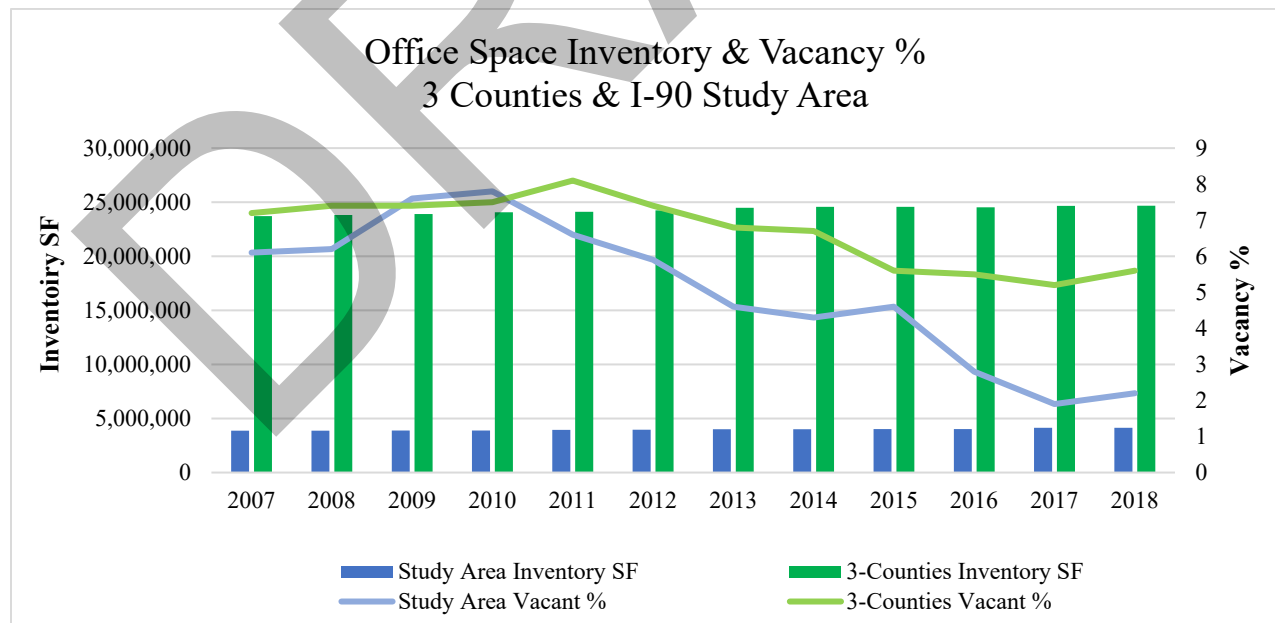 Office Space Inventory & Vacancy %
3 Counties & I-90 Study Area
30,000,000
25,000,000
20,000,000
15,000,000
10,000,000
5,000,000
0
Inventoiry SF
9
8
7
6
5
4
3
2
1
0
Vacancy %
2007 2008 2009 2010 2011 2012 2013 2014 2015 2016 2017 2018
Study Area Inventory SF 3-Counties Inventory SF
Study Area Vacant % 3-Counties Vacant %